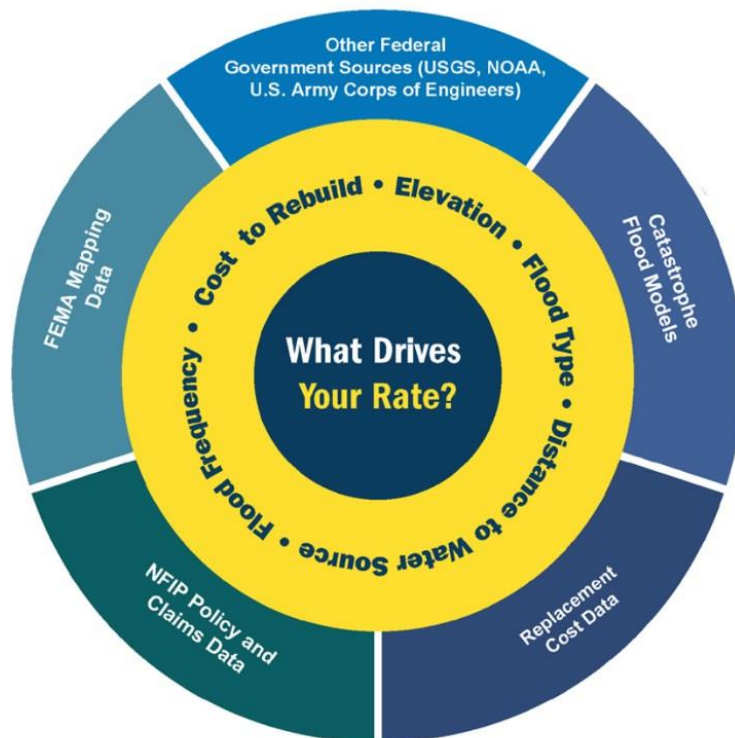 Other Federal
Government Sources (USGS, NOAA,
U.S. Army Corps of Engineers)
Catastrophe
Flood Models
Replacement
Cost Data
NFIP Policy and
Claims Data
FEMA Mapping
Data
Cost to Rebuild • Elevation • Flood Type • Distance to Water Source • Flood Frequency •
What Drives
Your Rate?